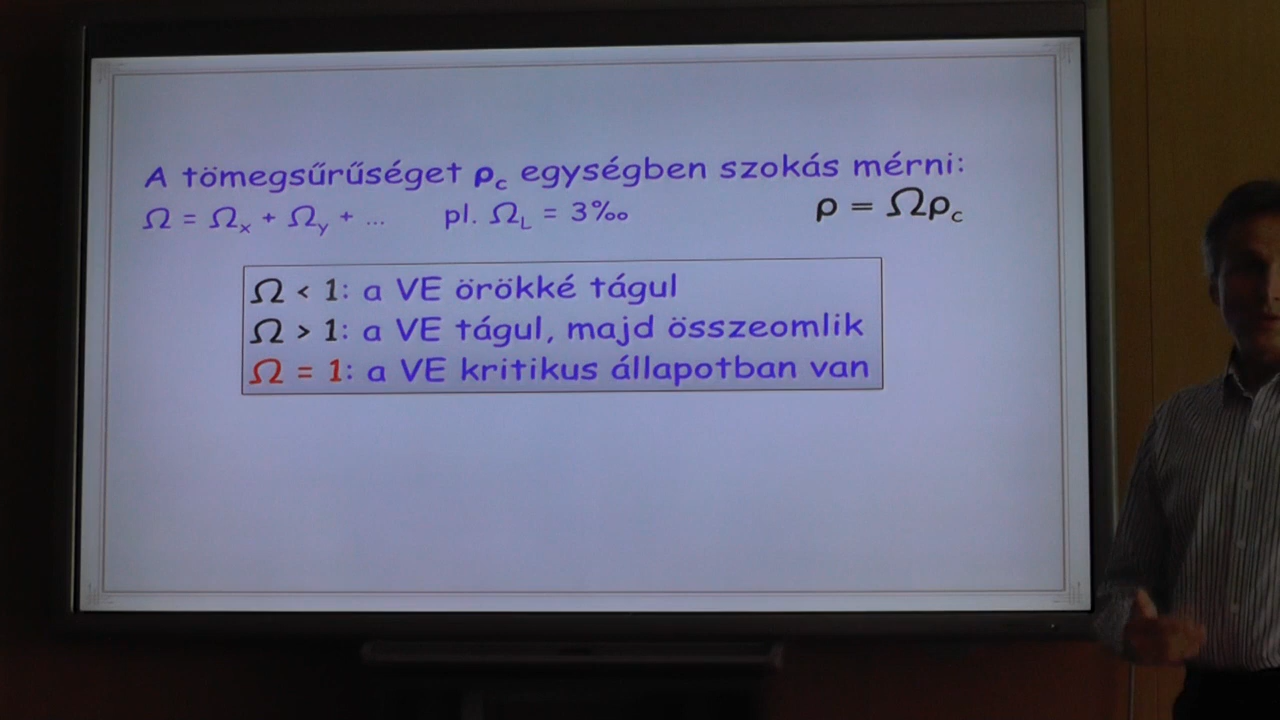 A tömegsűrűséget ρc egységben szokás mérni:
Ω = Ωx + Ωy + ... pl. ΩL = 3‰ ρ = Ωρc
Ω < 1: a VE örökké tágul
Ω > 1: a VE tágul, majd összeomlik
Ω = 1: a VE kritikus állapotban van